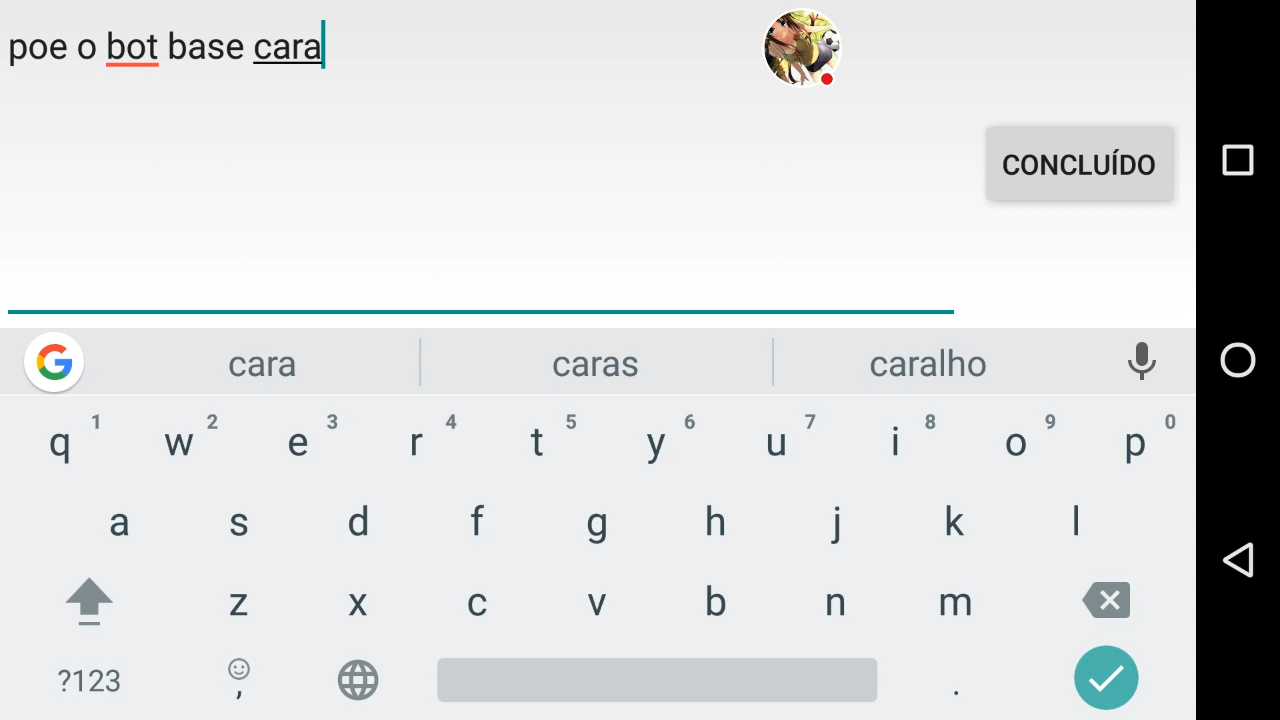 poe o bot base cara
CONCLUÍDO
cara caras caralho
1 2 3 4 5 6 7 8 9 0
q w e r t y u i o p
a s d f g h j k l
z x c v b n m
?123 , .